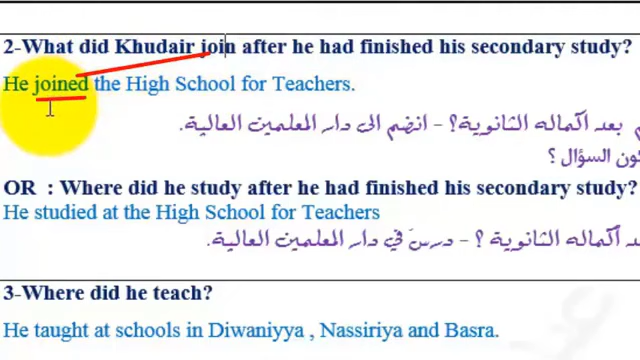 2-What did Khudair join after he had finished his secondary study?
He joined the High School for Teachers.
م بعد اكماله الثانوية؟ - انضم الى دار المعلمين العالية.
كون السؤال ؟
OR : Where did he study after he had finished his secondary study?
He studied at the High School for Teachers
عد أكماله الثانوية ؟ - درسَ في دار المعلمين العالية.
3-Where did he teach?
He taught at schools in Diwaniyya , Nassiriya and Basra.